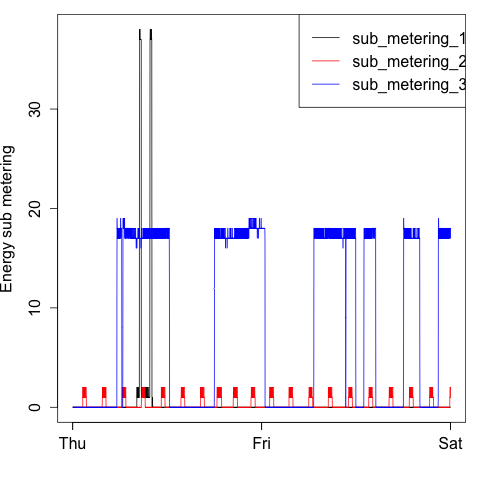 sub_metering_1
sub_metering_2
sub_metering_3
Energy sub metering
30
20
10
0
Thu Fri Sat